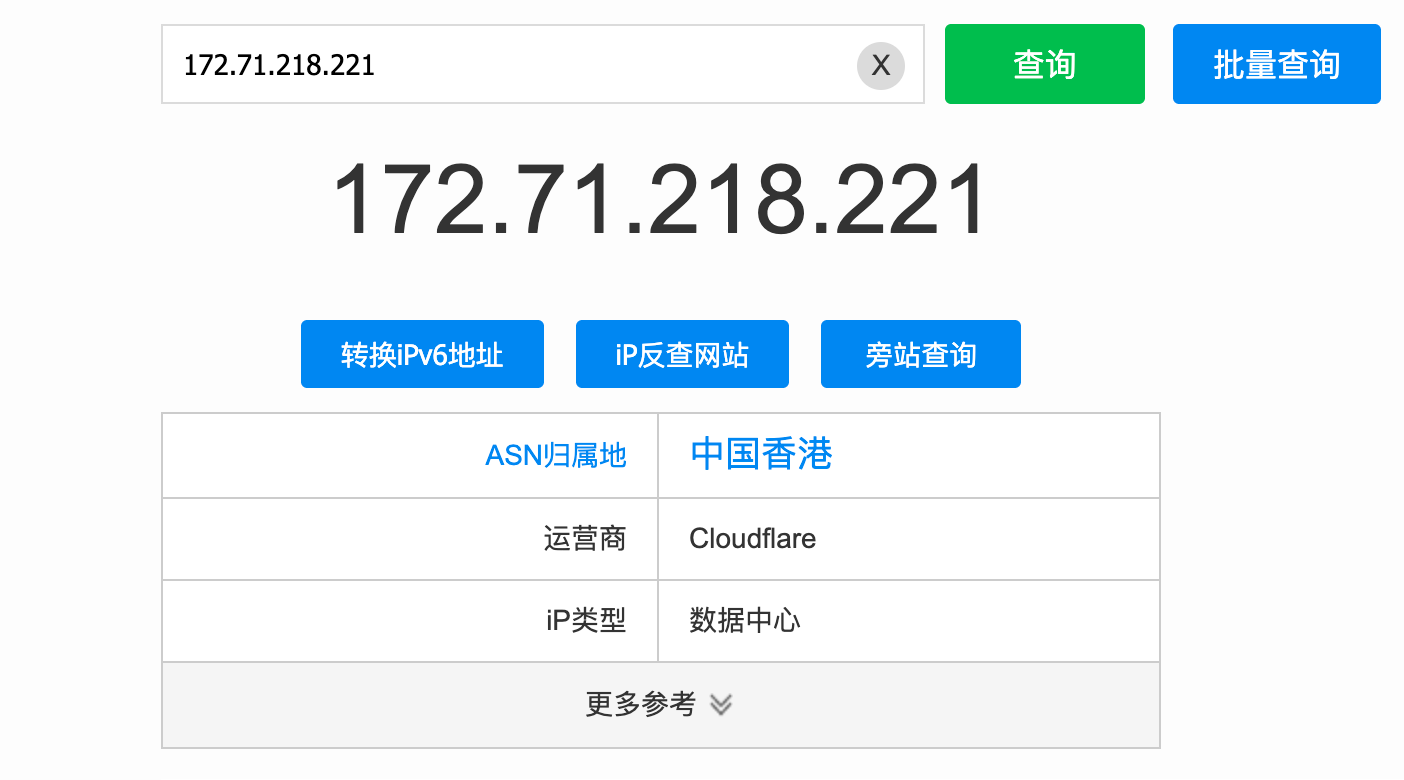 172.71.218.221 X 查询 批量查询
172.71.218.221
转换iPv6地址 iP反查网站 旁站查询
ASN归属地 中国香港
运营商 Cloudflare
iP类型 数据中心
更多参考